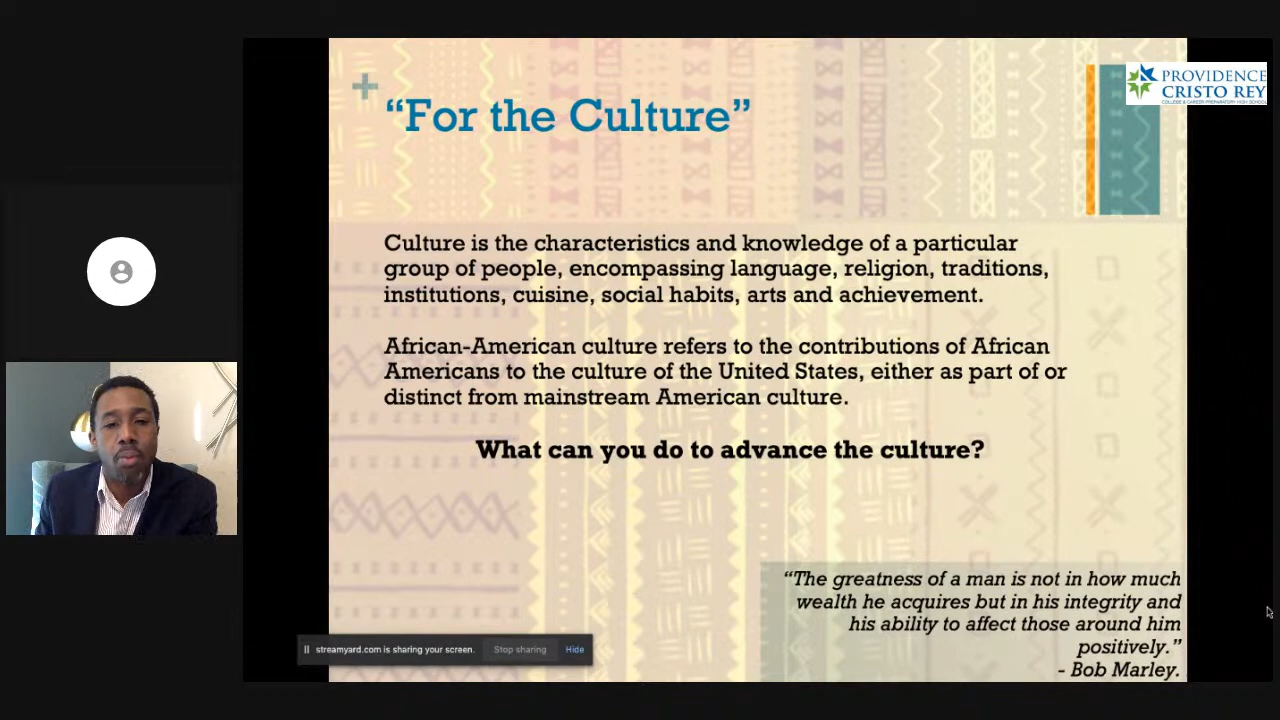 +
“For the Culture”
PROVIDENCE
CRISTO REY
COLLEGE & CAREER PREPARATORY HIGH SCHOOL
Culture is the characteristics and knowledge of a particular
group of people, encompassing language, religion, traditions,
institutions, cuisine, social habits, arts and achievement.
African-American culture refers to the contributions of African
Americans to the culture of the United States, either as part of or
distinct from mainstream American culture.
What can you do to advance the culture?
“The greatness of a man is not in how much
wealth he acquires but in his integrity and
his ability to affect those around him
positively.”
- Bob Marley.
streamyard.com is sharing your screen. Stop sharing Hide